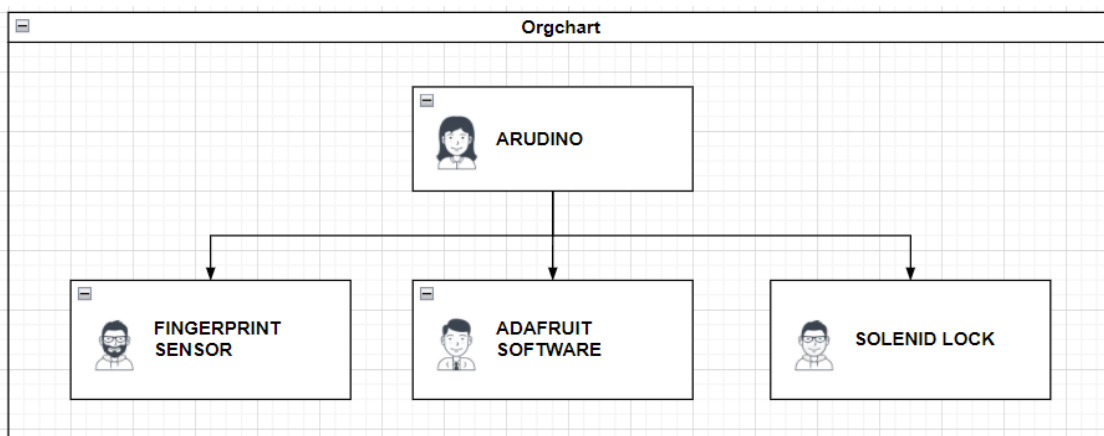 Orgchart
ARUDINO
FINGERPRINT
SENSOR
ADAFRUIT
SOFTWARE
SOLENID LOCK